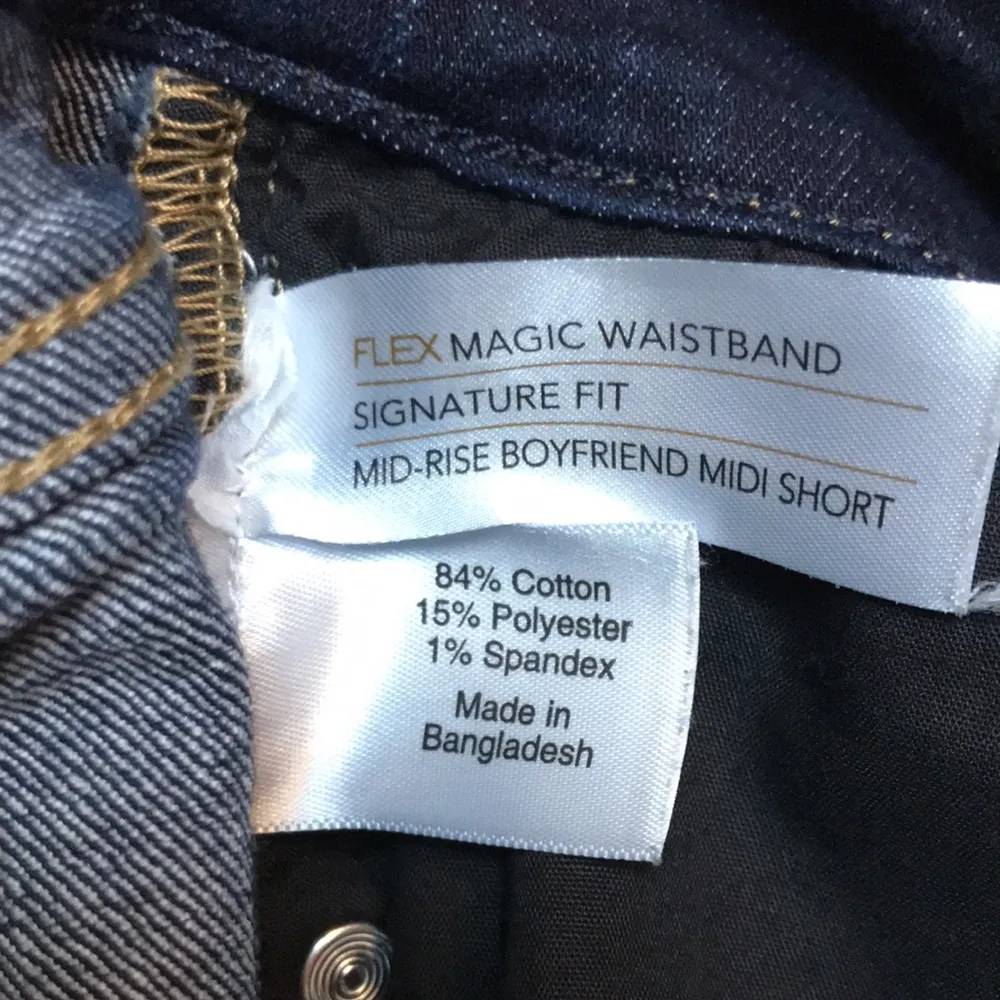 FLEX MAGIC WAISTBAND
SIGNATURE FIT
MID-RISE BOYFRIEND MIDI SHORT
84% Cotton
15% Polyester
1% Spandex
Made in
Bangladesh